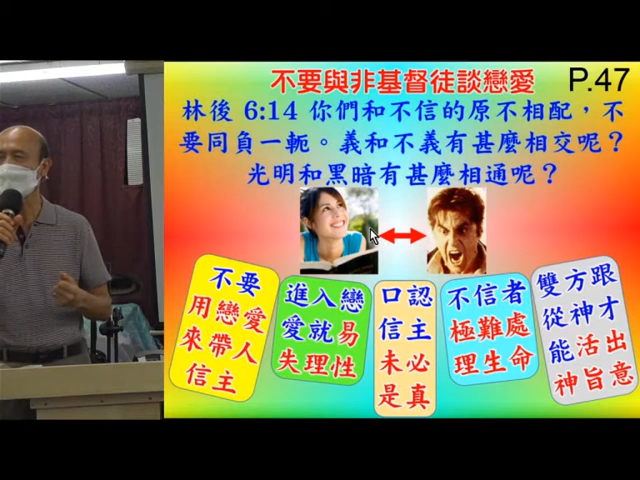 不要與非基督徒談戀愛 P.47
林後 6:14 你們和不信的原不相配，不
要同負一軛。義和不義有甚麼相交呢？
光明和黑暗有甚麼相通呢？
不要
用戀愛
來帶人
信主
進入戀
愛就易
失理性
口認
信主
未必
是真
不信者
極難處
理生命
雙方跟
從神才
能活出
神旨意